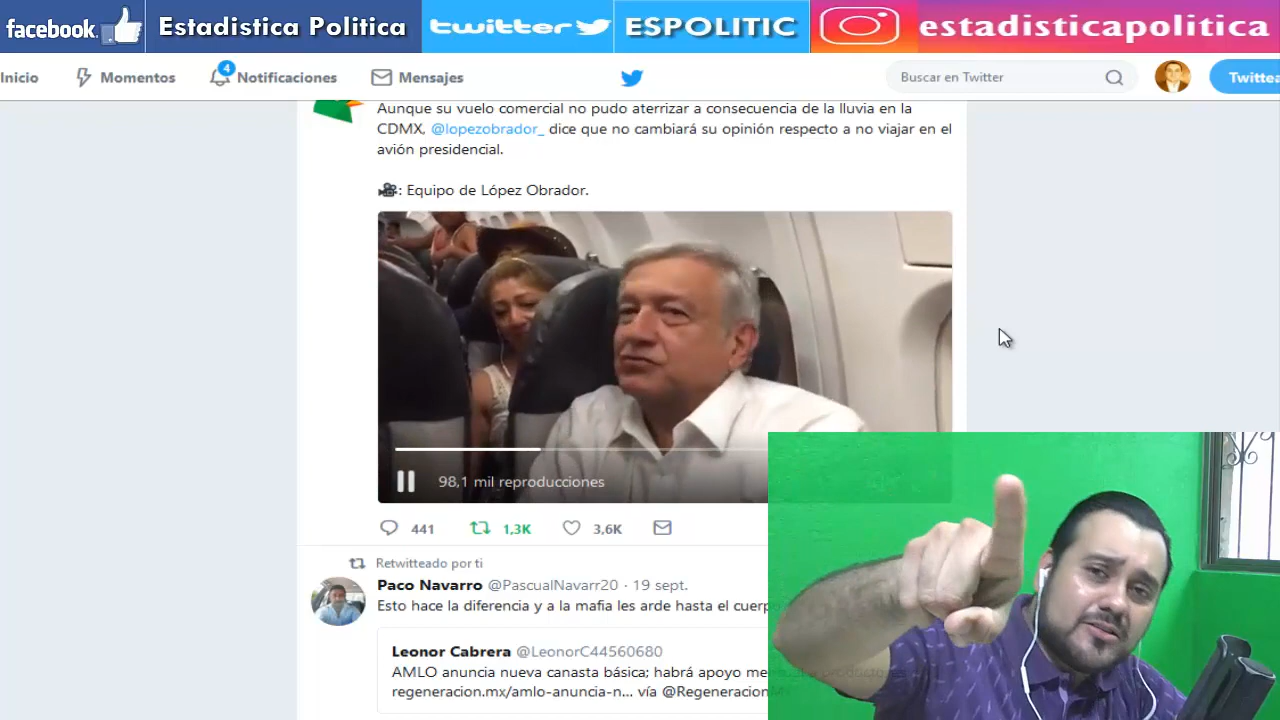 facebook. Estadistica Politica twitter ESPOLITIC estadisticapolitica
Inicio Momentos 4 Notificaciones Mensajes Buscar en Twitter Twittea
Aunque su vuelo comercial no pudo aterrizar a consecuencia de la lluvia en la
CDMX, @lopezobrador_ dice que no cambiará su opinión respecto a no viajar en el
avión presidencial.
: Equipo de López Obrador.
98,1 mil reproducciones
441 1,3K 3,6K
Retwitteado por ti
Paco Navarro @PascualNavarr20 · 19 sept.
Esto hace la diferencia y a la mafia les arde hasta el cuerpo
Leonor Cabrera @LeonorC44560680
AMLO anuncia nueva canasta básica; habrá apoyo
regeneracion.mx/amlo-anuncia-n... vía @Regeneracion